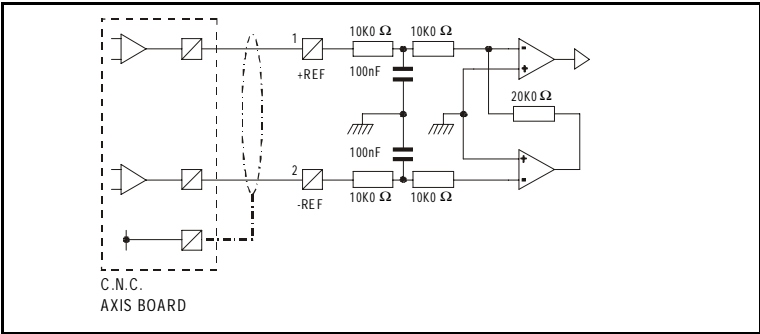 10K0 Ω 10K0 Ω
1
+REF
100nF
-
+
20K0 Ω
100nF
2
-REF
10K0 Ω 10K0 Ω
+
-
C.N.C.
AXIS BOARD